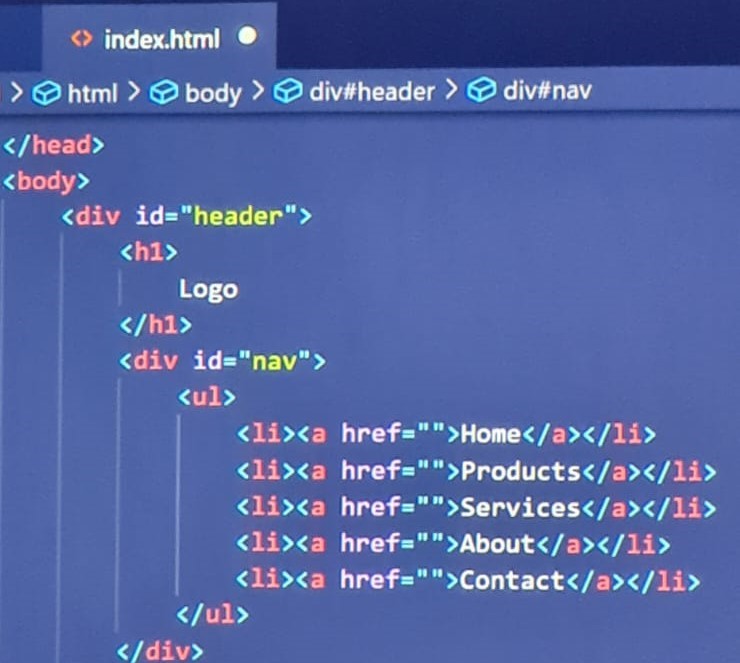 <> index.html
> html > body > div#header > div#nav
</head>
<body>
<div id="header">
<h1>
Logo
</h1>
<div id="nav">
<ul>
<li><a href="">Home</a></li>
<li><a href="">Products</a></li>
<li><a href="">Services</a></li>
<li><a href="">About</a></li>
<li><a href="">Contact</a></li>
</ul>
</div>